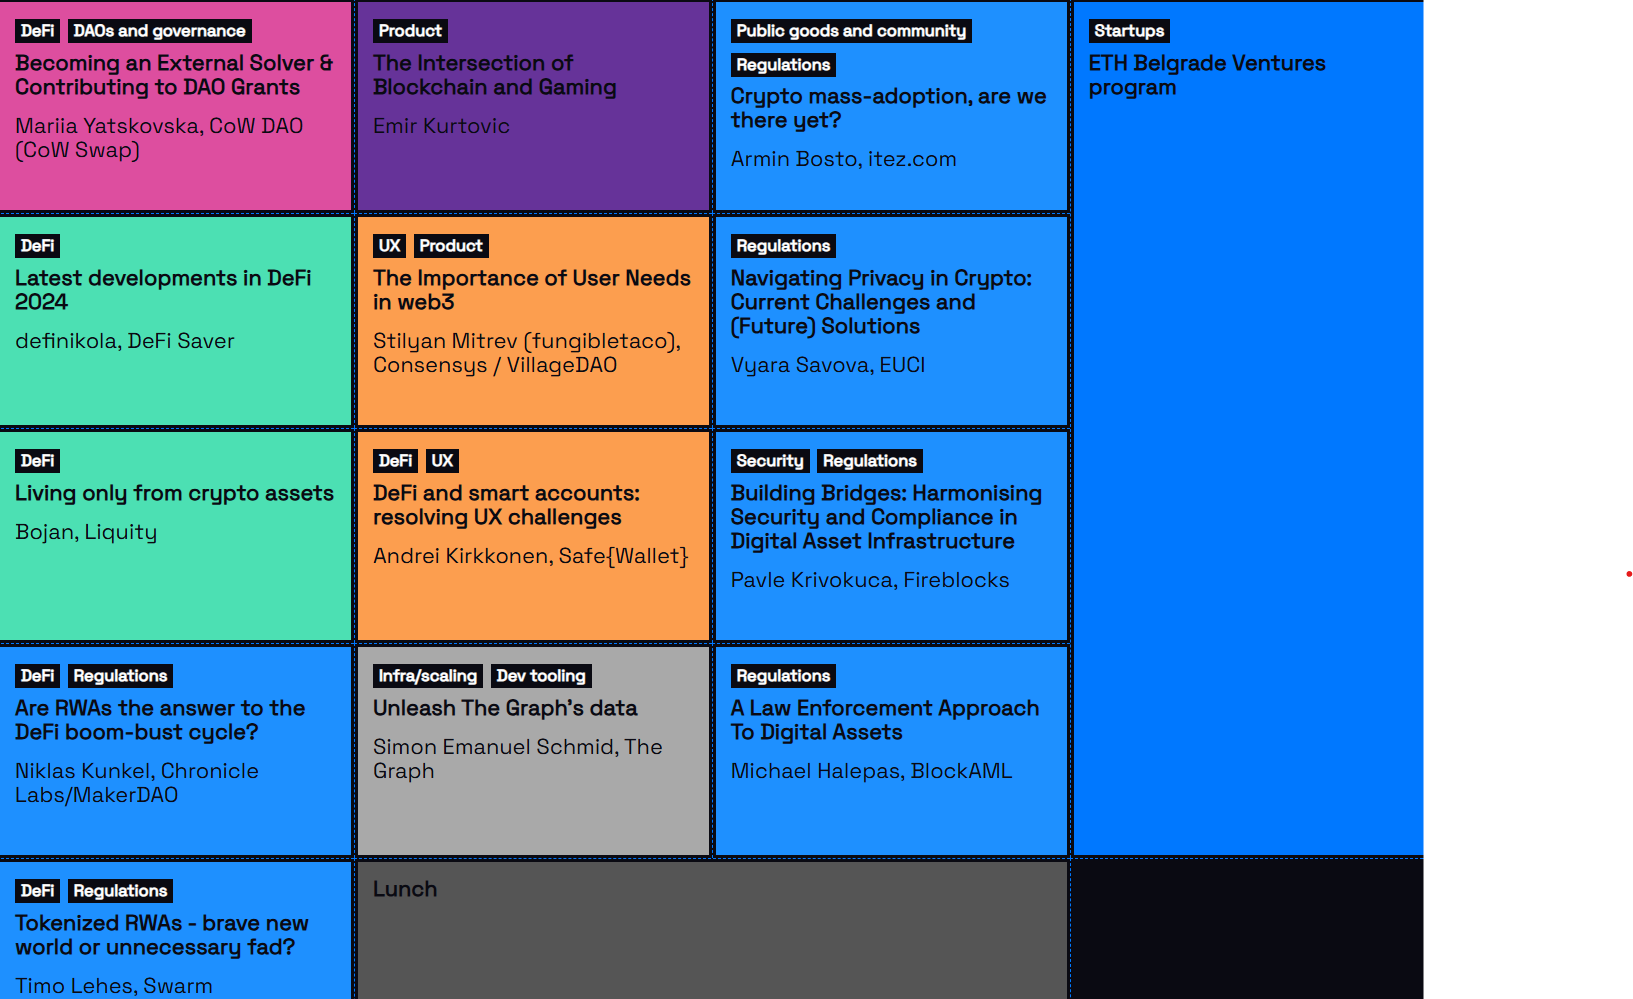 DeFi DAOs and governance
Becoming an External Solver &
Contributing to DAO Grants
Mariia Yatskovska, CoW DAO
(CoW Swap)
Product
The Intersection of
Blockchain and Gaming
Emir Kurtovic
Public goods and community
Regulations
Crypto mass-adoption, are we
there yet?
Armin Bosto, itez.com
Startups
ETH Belgrade Ventures
program
DeFi
Latest developments in DeFi
2024
definikola, DeFi Saver
UX Product
The Importance of User Needs
in web3
Stilyan Mitrev (fungibletaco),
Consensys / VillageDAO
Regulations
Navigating Privacy in Crypto:
Current Challenges and
(Future) Solutions
Vyara Savova, EUCI
DeFi
Living only from crypto assets
Bojan, Liquity
DeFi UX
DeFi and smart accounts:
resolving UX challenges
Andrei Kirkkonen, Safe{Wallet}
Security Regulations
Building Bridges: Harmonising
Security and Compliance in
Digital Asset Infrastructure
Pavle Krivokuca, Fireblocks
DeFi Regulations
Are RWAs the answer to the
DeFi boom-bust cycle?
Niklas Kunkel, Chronicle
Labs/MakerDAO
Infra/scaling Dev tooling
Unleash The Graph's data
Simon Emanuel Schmid, The
Graph
Regulations
A Law Enforcement Approach
To Digital Assets
Michael Halepas, BlockAML
DeFi Regulations
Tokenized RWAs - brave new
world or unnecessary fad?
Timo Lehes, Swarm
Lunch